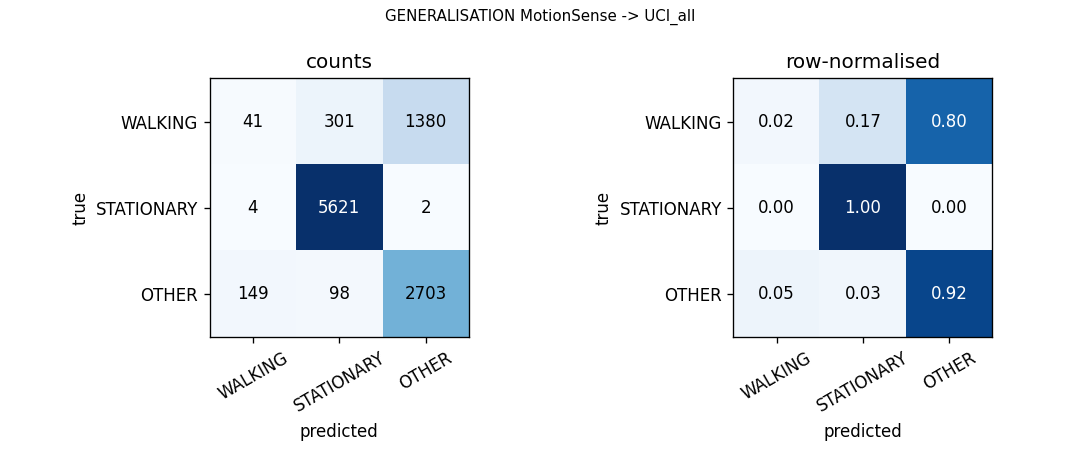 GENERALISATION MotionSense -> UCI_all
counts
true
WALKING 41 301 1380
STATIONARY 4 5621 2
OTHER 149 98 2703
WALKING STATIONARY OTHER
predicted
row-normalised
true
WALKING 0.02 0.17 0.80
STATIONARY 0.00 1.00 0.00
OTHER 0.05 0.03 0.92
WALKING STATIONARY OTHER
predicted